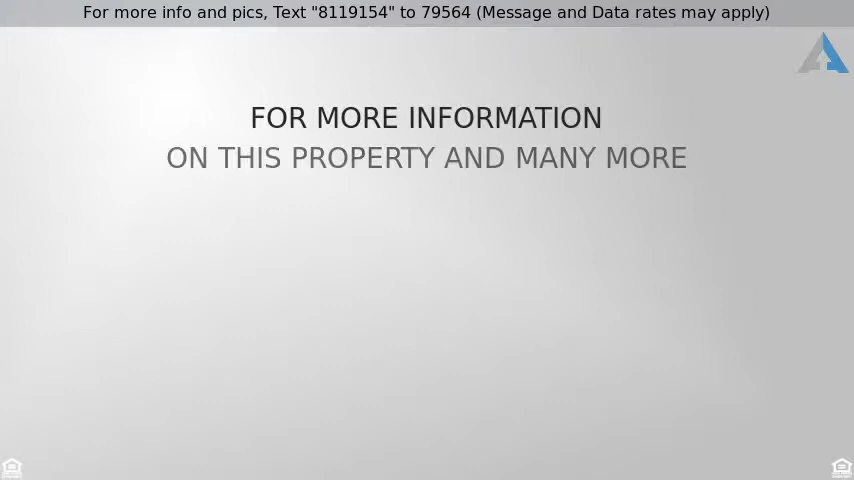 For more info and pics, Text "8119154" to 79564 (Message and Data rates may apply)
FOR MORE INFORMATION
ON THIS PROPERTY AND MANY MORE